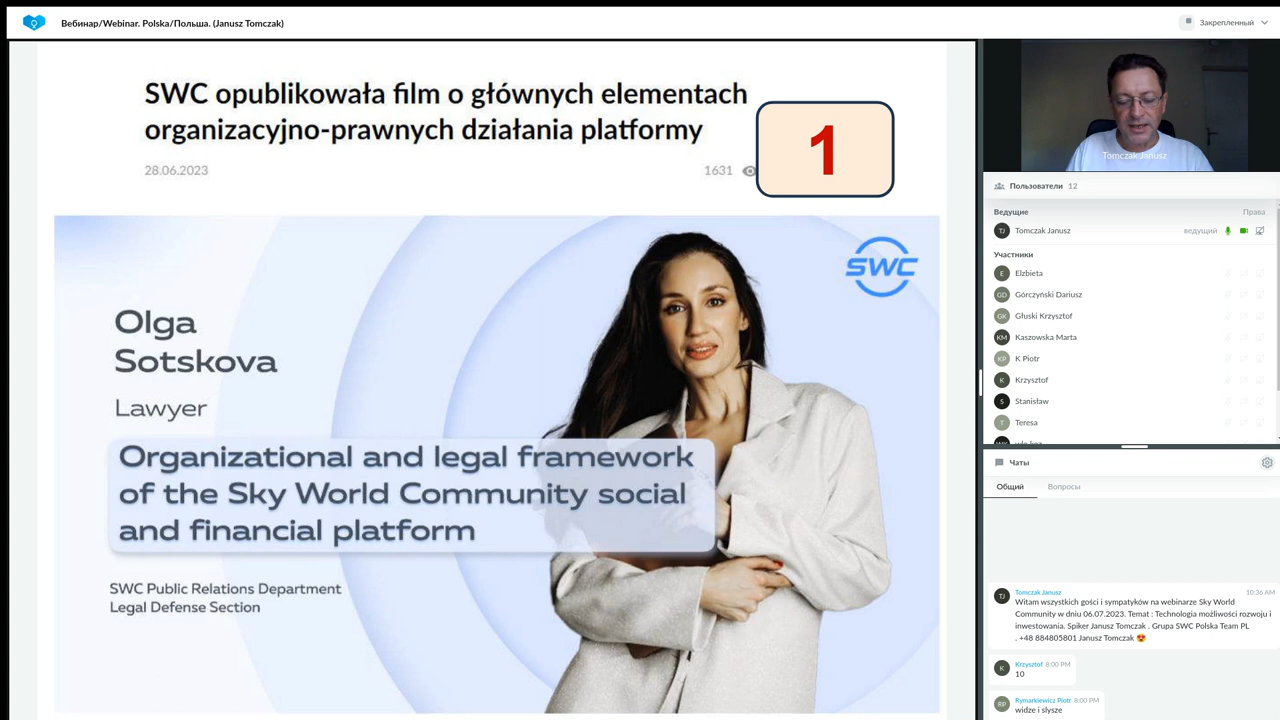 Вебинар/Webinar. Polska/Польша. (Janusz Tomczak)
Закрепленный
SWC opublikowała film o głównych elementach
organizacyjno-prawnych działania platformy
28.06.2023
1631
1
SWC
Olga
Sotskova
Lawyer
Organizational and legal framework
of the Sky World Community social
and financial platform
SWC Public Relations Department
Legal Defense Section
Tomczak Janusz
Пользователи 12
Ведущие Права
TJ Tomczak Janusz ведущий
Участники
E Elzbieta
GD Górczyński Dariusz
GK Głuski Krzysztof
KM Kaszowska Marta
KP K Piotr
K Krzysztof
S Stanisław
T Teresa
Чаты
Общий Вопросы
TJ Tomczak Janusz 10:36 AM
Witam wszystkich gości i sympatyków na webinarze Sky World
Community w dniu 06.07.2023. Temat : Technologia możliwości rozwoju i
inwestowania. Spiker Janusz Tomczak . Grupa SWC Polska Team PL
. +48 884805801 Janusz Tomczak 😍
K Krzysztof 8:00 PM
10
RP Rymarkiewicz Piotr 8:00 PM
widze i slysze